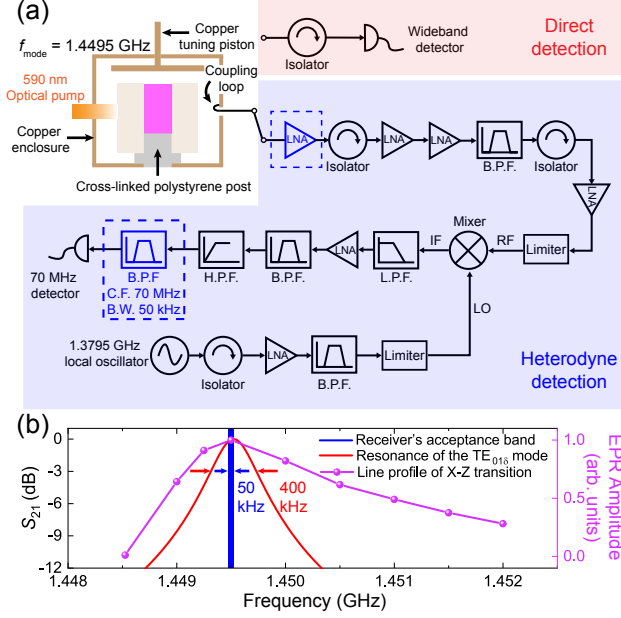 (a)
Copper
tuning piston
f mode = 1.4495 GHz
Coupling
loop
590 nm
Optical pump
Copper
enclosure
Cross-linked polystyrene post
Isolator
Wideband
detector
Direct
detection
LNA
Isolator
LNA
LNA
B.P.F.
Isolator
LNA
Limiter
RF
Mixer
IF
LO
L.P.F.
LNA
B.P.F.
H.P.F.
B.P.F
C.F. 70 MHz
B.W. 50 kHz
70 MHz
detector
1.3795 GHz
local oscillator
Isolator
LNA
B.P.F.
Limiter
Heterodyne
detection
(b)
Receiver's acceptance band
Resonance of the TE01δ mode
Line profile of X-Z transition
50
kHz
400
kHz
S21 (dB)
0
-3
-6
-9
-12
1.448
1.449
1.450
1.451
1.452
Frequency (GHz)
1.0
0.5
0.0
EPR Amplitude
(arb. units)